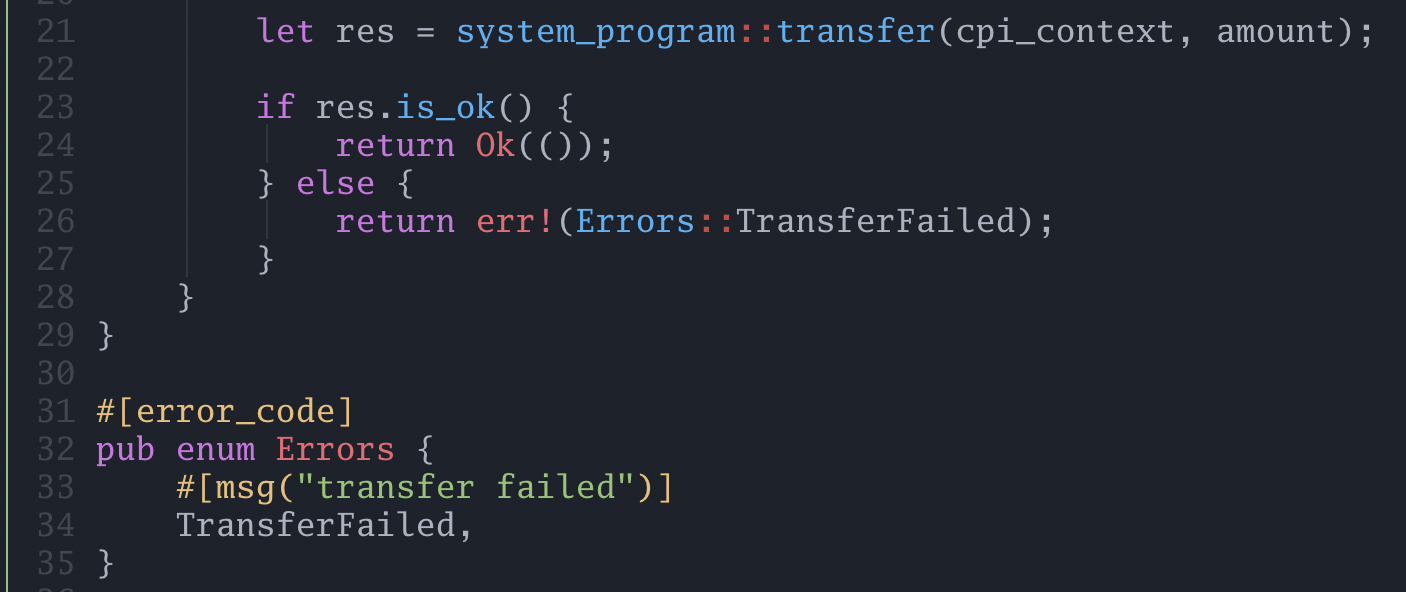 21 let res = system_program::transfer(cpi_context, amount);
22
23 if res.is_ok() {
24 return Ok(());
25 } else {
26 return err!(Errors::TransferFailed);
27 }
28 }
29 }
30
31 #[error_code]
32 pub enum Errors {
33 #[msg("transfer failed")]
34 TransferFailed,
35 }